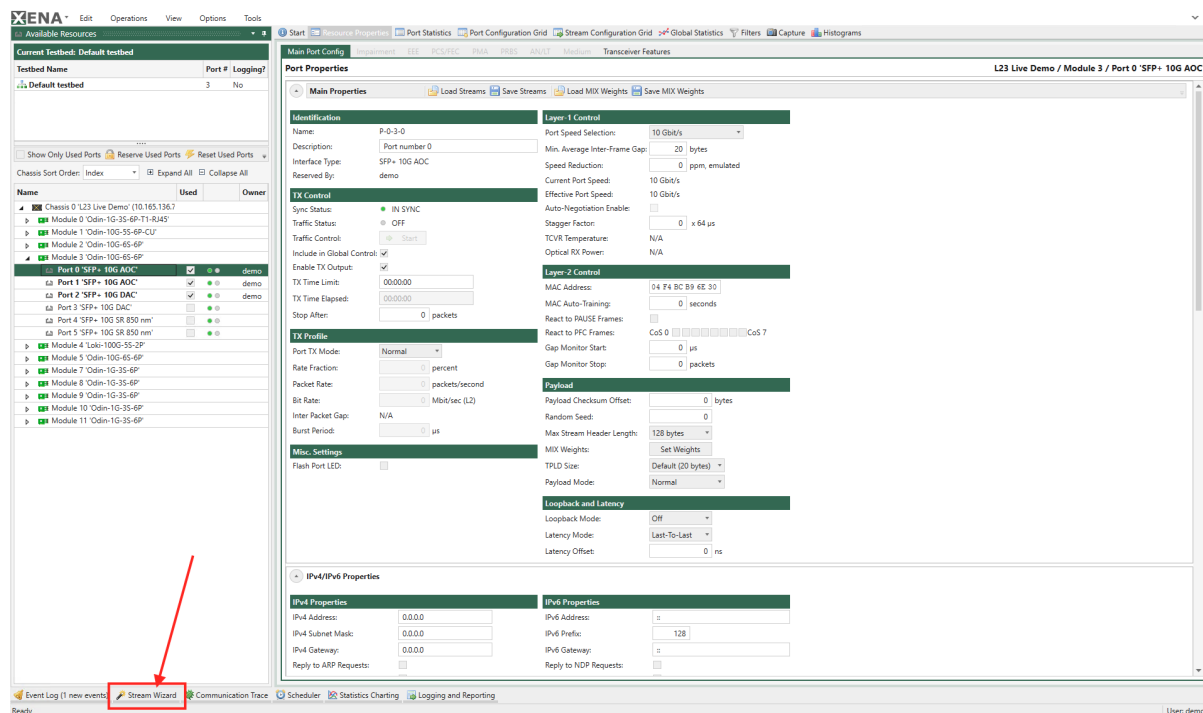 XENA Edit Operations View Options Tools
Available Resources
Start Resource Properties Port Statistics Port Configuration Grid Stream Configuration Grid Global Statistics Filters Capture Histograms
Current Testbed: Default testbed
Testbed Name Port # Logging?
Default testbed 3 No
Show Only Used Ports Reserve Used Ports Reset Used Ports
Chassis Sort Order: Index Expand All Collapse All
Name Used Owner
Chassis 0 'L23 Live Demo' (10.165.136.7
Module 0 'Odin-1G-3S-6P-T1-RJ45'
Module 1 'Odin-10G-5S-6P-CU'
Module 2 'Odin-10G-6S-6P'
Module 3 'Odin-10G-6S-6P'
Port 0 'SFP+ 10G AOC' demo
Port 1 'SFP+ 10G AOC' demo
Port 2 'SFP+ 10G DAC' demo
Port 3 'SFP+ 10G DAC'
Port 4 'SFP+ 10G SR 850 nm'
Port 5 'SFP+ 10G SR 850 nm'
Module 4 'Loki-100G-5S-2P'
Module 5 'Odin-10G-6S-6P'
Module 7 'Odin-1G-3S-6P'
Module 8 'Odin-1G-3S-6P'
Module 9 'Odin-1G-3S-6P'
Module 10 'Odin-1G-3S-6P'
Module 11 'Odin-1G-3S-6P'
Main Port Config Impairment EEE PCS/FEC PMA PRBS AN/LT Medium Transceiver Features
Port Properties L23 Live Demo / Module 3 / Port 0 'SFP+ 10G AOC
Main Properties Load Streams Save Streams Load MIX Weights Save MIX Weights
Identification
Name: P-0-3-0
Description: Port number 0
Interface Type: SFP+ 10G AOC
Reserved By: demo
TX Control
Sync Status: IN SYNC
Traffic Status: OFF
Traffic Control: Start
Include in Global Control:
Enable TX Output:
TX Time Limit: 00:00:00
TX Time Elapsed: 00:00:00
Stop After: 0 packets
TX Profile
Port TX Mode: Normal
Rate Fraction: 0 percent
Packet Rate: 0 packets/second
Bit Rate: 0 Mbit/sec (L2)
Inter Packet Gap: N/A
Burst Period: 0 µs
Misc. Settings
Flash Port LED:
Layer-1 Control
Port Speed Selection: 10 Gbit/s
Min. Average Inter-Frame Gap: 20 bytes
Speed Reduction: 0 ppm, emulated
Current Port Speed: 10 Gbit/s
Effective Port Speed: 10 Gbit/s
Auto-Negotiation Enable:
Stagger Factor: 0 x 64 µs
TCVR Temperature: N/A
Optical RX Power: N/A
Layer-2 Control
MAC Address: 04 F4 BC B9 6E 30
MAC Auto-Training: 0 seconds
React to PAUSE Frames:
React to PFC Frames: CoS 0 CoS 7
Gap Monitor Start: 0 µs
Gap Monitor Stop: 0 packets
Payload
Payload Checksum Offset: 0 bytes
Random Seed: 0
Max Stream Header Length: 128 bytes
MIX Weights: Set Weights
TPLD Size: Default (20 bytes)
Payload Mode: Normal
Loopback and Latency
Loopback Mode: Off
Latency Mode: Last-To-Last
Latency Offset: 0 ns
IPv4/IPv6 Properties
IPv4 Properties
IPv4 Address: 0.0.0.0
IPv4 Subnet Mask: 0.0.0.0
IPv4 Gateway: 0.0.0.0
Reply to ARP Requests:
IPv6 Properties
IPv6 Address: ::
IPv6 Prefix: 128
IPv6 Gateway: ::
Reply to NDP Requests:
Event Log (1 new events) Stream Wizard Communication Trace Scheduler Statistics Charting Logging and Reporting
Ready User: demo